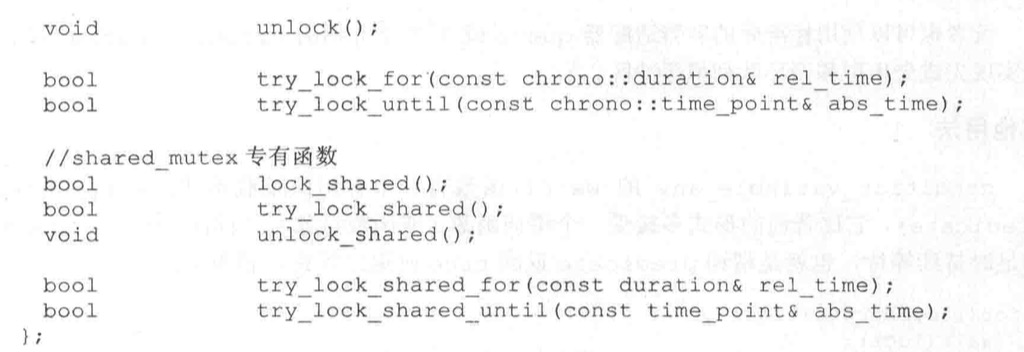 void unlock();
bool try_lock_for(const chrono::duration& rel_time);
bool try_lock_until(const chrono::time_point& abs_time);
//shared_mutex 专有函数
bool lock_shared();
bool try_lock_shared();
void unlock_shared();
bool try_lock_shared_for(const duration& rel_time);
bool try_lock_shared_until(const time_point& abs_time);
};